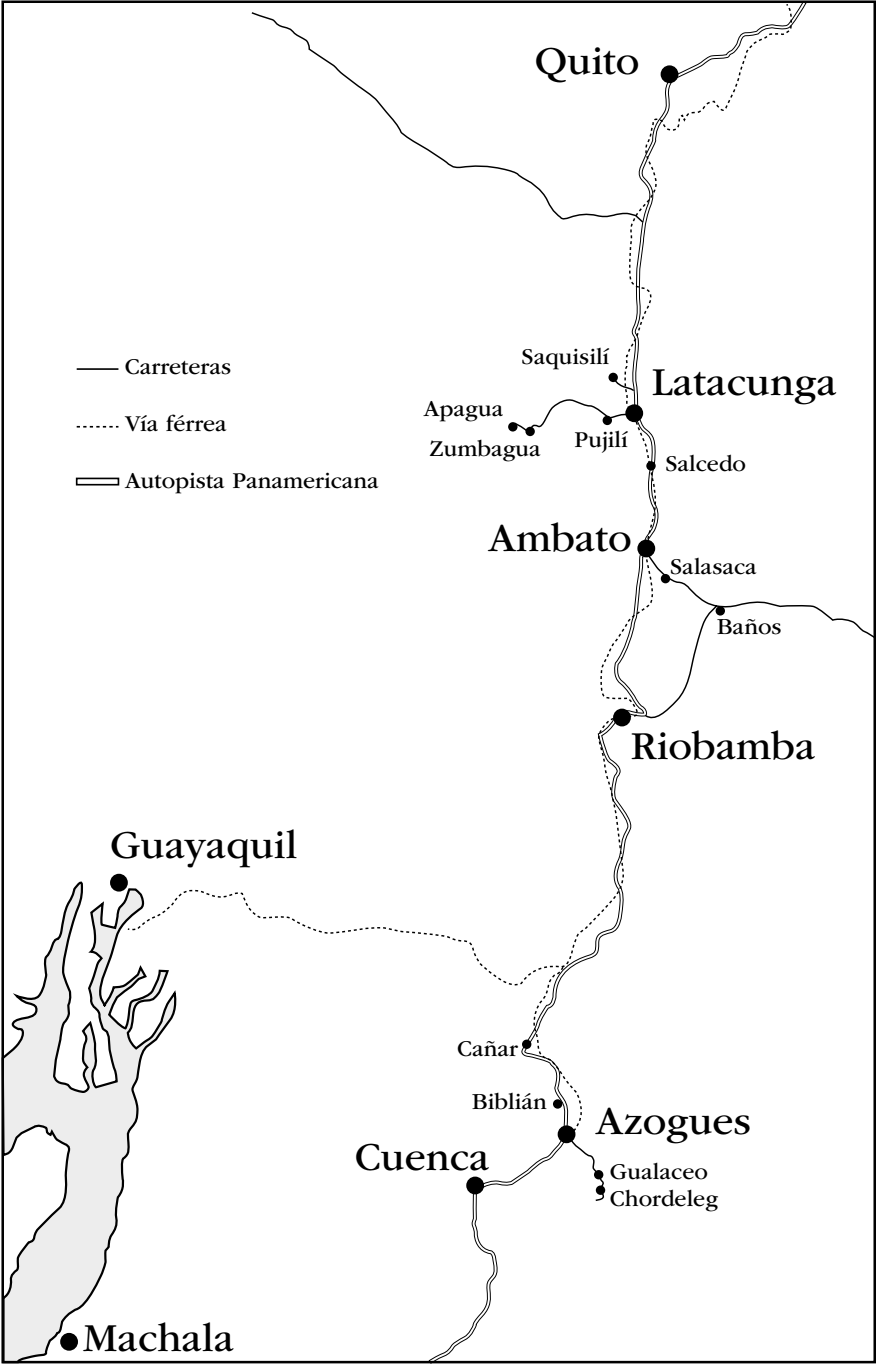 Quito
Saquisilí
Carreteras
Latacunga
Apagua
Vía férrea
Pujilí
Zumbagua
Salcedo
Autopista Panamericana
Ambato
Salasaca
Baños
Riobamba
Guayaquil
Cañar
Biblián
Azogues
Cuenca
Gualaceo
Chordeleg
Machala